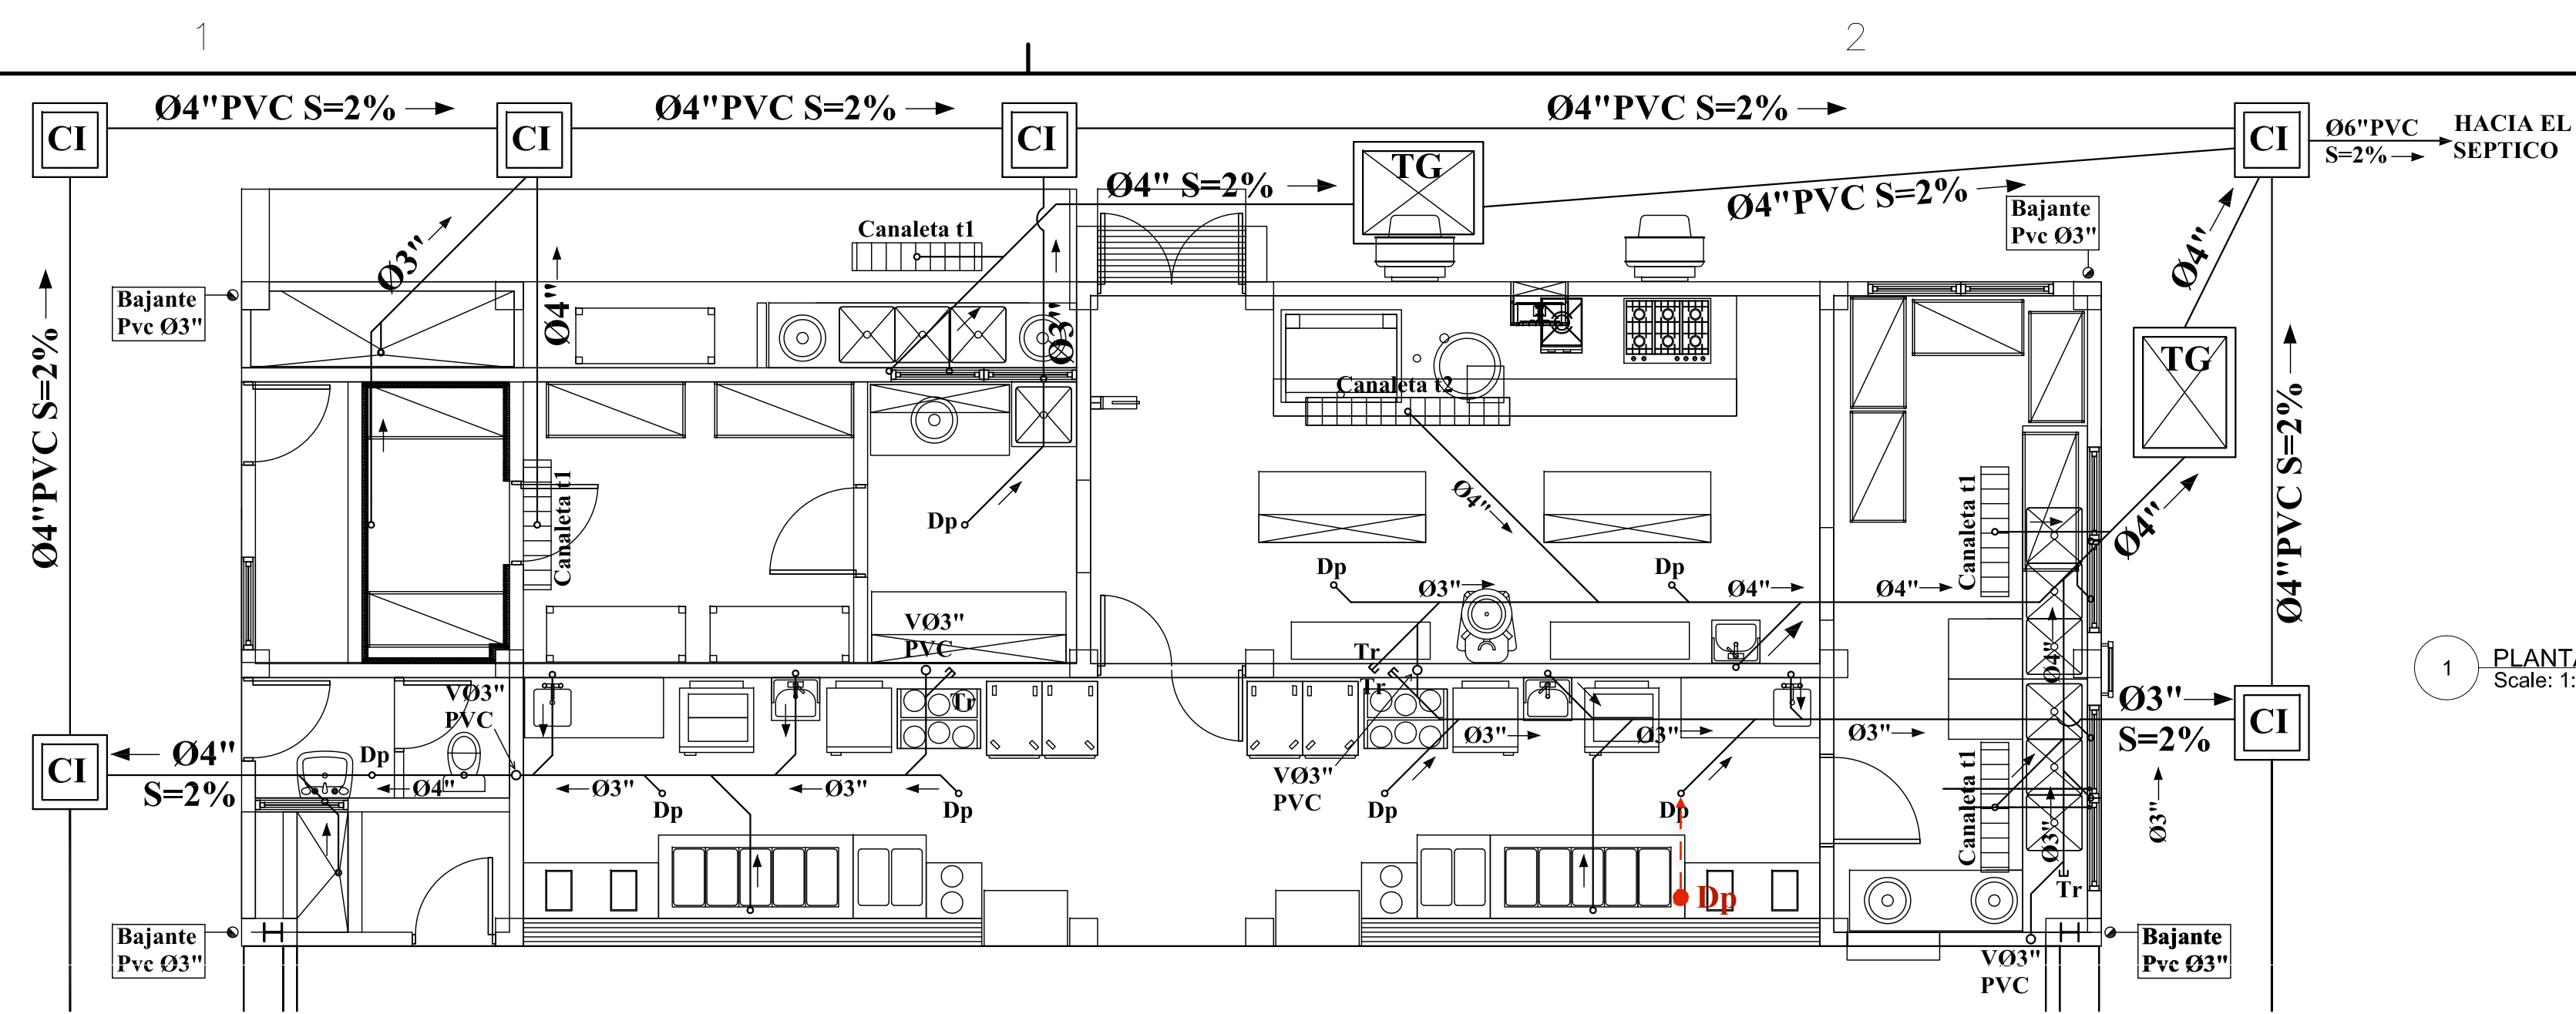 1
2
Ø4"PVC S=2%
Ø4"PVC S=2%
Ø4"PVC S=2%
CI
CI
CI
CI
Ø6"PVC
S=2%
HACIA EL
SEPTICO
TG
Ø4" S=2%
Ø4"PVC S=2%
Bajante
Pvc Ø3"
Canaleta t1
Ø3"
Ø4"
Ø4"
Bajante
Pvc Ø3"
Ø3"
Ø4"PVC S=2%
TG
Canaleta t2
Ø4"PVC S=2%
Canaleta t1
Dp
Ø4"
Canaleta t1
Ø4"
Dp
Dp
Ø3"
Ø4"
Ø4"
VØ3"
PVC
Tr
Tr
Tr
Ø4"
1
PLANTA
Scale: 1:
VØ3"
PVC
Ø3"
S=2%
CI
CI
Ø4"
S=2%
Dp
Ø4"
Ø3"
Ø3"
Ø3"
Ø3"
Ø3"
VØ3"
PVC
Dp
Dp
Dp
Dp
Canaleta t1
Ø3"
Ø3"
Dp
Tr
Bajante
Pvc Ø3"
H
H
Bajante
Pvc Ø3"
VØ3"
PVC